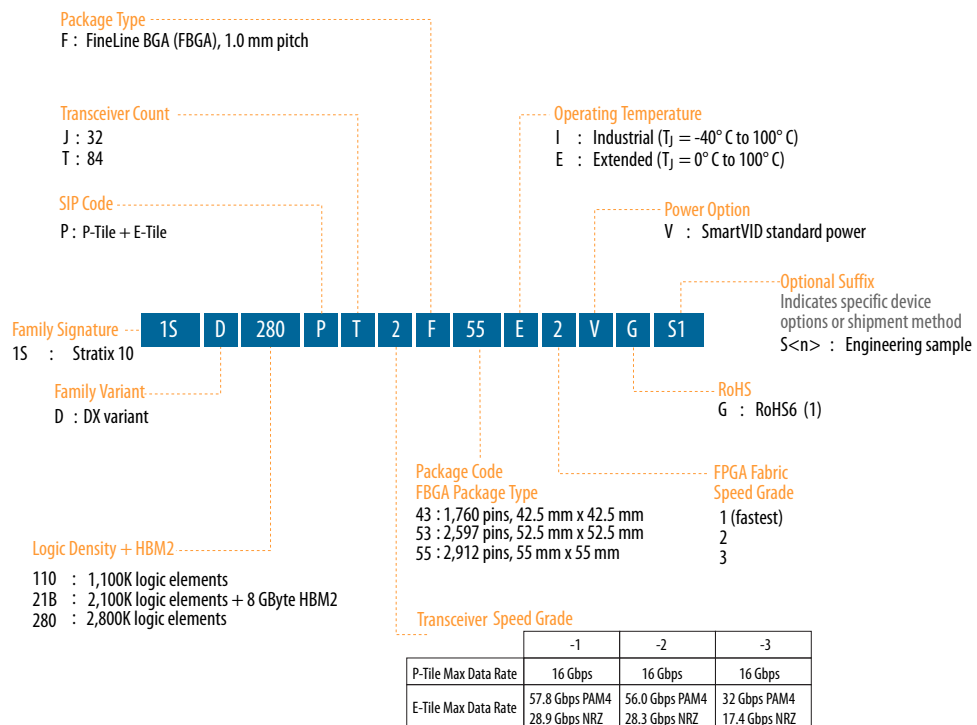 Package Type
F : FineLine BGA (FBGA), 1.0 mm pitch
Transceiver Count
J : 32
T : 84
Operating Temperature
I : Industrial (TJ = -40° C to 100° C)
E : Extended (TJ = 0° C to 100° C)
SIP Code
P : P-Tile + E-Tile
Power Option
V : SmartVID standard power
Optional Suffix
Indicates specific device
options or shipment method
S<n> : Engineering sample
Family Signature
1S : Stratix 10
1S D 280 P T 2 F 55 E 2 V G S1
Family Variant
D : DX variant
RoHS
G : RoHS6 (1)
Package Code
FBGA Package Type
43 : 1,760 pins, 42.5 mm x 42.5 mm
53 : 2,597 pins, 52.5 mm x 52.5 mm
55 : 2,912 pins, 55 mm x 55 mm
FPGA Fabric
Speed Grade
1 (fastest)
2
3
Logic Density + HBM2
110 : 1,100K logic elements
21B : 2,100K logic elements + 8 GByte HBM2
280 : 2,800K logic elements
Transceiver Speed Grade
-1 -2 -3
P-Tile Max Data Rate 16 Gbps 16 Gbps 16 Gbps
E-Tile Max Data Rate 57.8 Gbps PAM4 56.0 Gbps PAM4 32 Gbps PAM4
28.9 Gbps NRZ 28.3 Gbps NRZ 17.4 Gbps NRZ